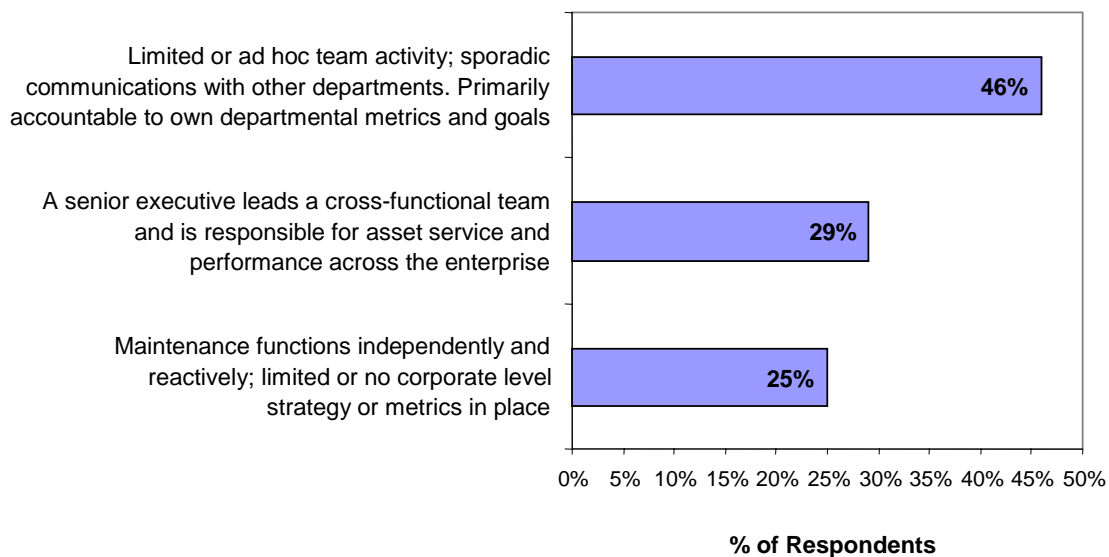 Limited or ad hoc team activity; sporadic
communications with other departments. Primarily
accountable to own departmental metrics and goals
46%
A senior executive leads a cross-functional team
and is responsible for asset service and
performance across the enterprise
29%
Maintenance functions independently and
reactively; limited or no corporate level
strategy or metrics in place
25%
0% 5% 10% 15% 20% 25% 30% 35% 40% 45% 50%
% of Respondents